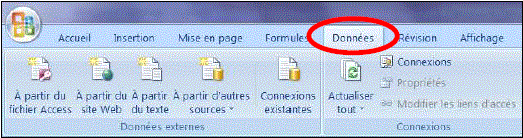 Accueil Insertion Mise en page Formules Données Révision Affichage
À partir du fichier Access
À partir du site Web
À partir du texte
À partir d'autres sources
Connexions existantes
Données externes
Actualiser tout
Connexions
Propriétés
Modifier les liens d'accès
Connexions